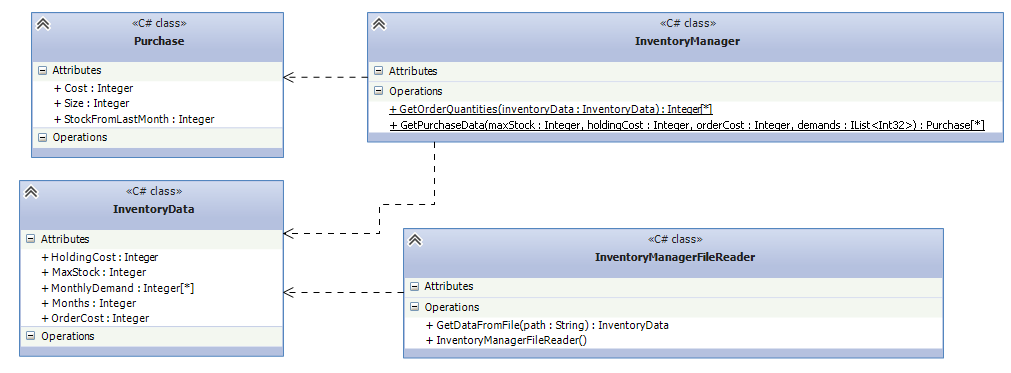 «C# class»
Purchase
Attributes
+ Cost : Integer
+ Size : Integer
+ StockFromLastMonth : Integer
Operations
«C# class»
InventoryManager
Attributes
Operations
+ GetOrderQuantities(inventoryData : InventoryData) : Integer[*]
+ GetPurchaseData(maxStock : Integer, holdingCost : Integer, orderCost : Integer, demands : IList<Int32>) : Purchase[*]
«C# class»
InventoryData
Attributes
+ HoldingCost : Integer
+ MaxStock : Integer
+ MonthlyDemand : Integer[*]
+ Months : Integer
+ OrderCost : Integer
Operations
«C# class»
InventoryManagerFileReader
Attributes
Operations
+ GetDataFromFile(path : String) : InventoryData
+ InventoryManagerFileReader()